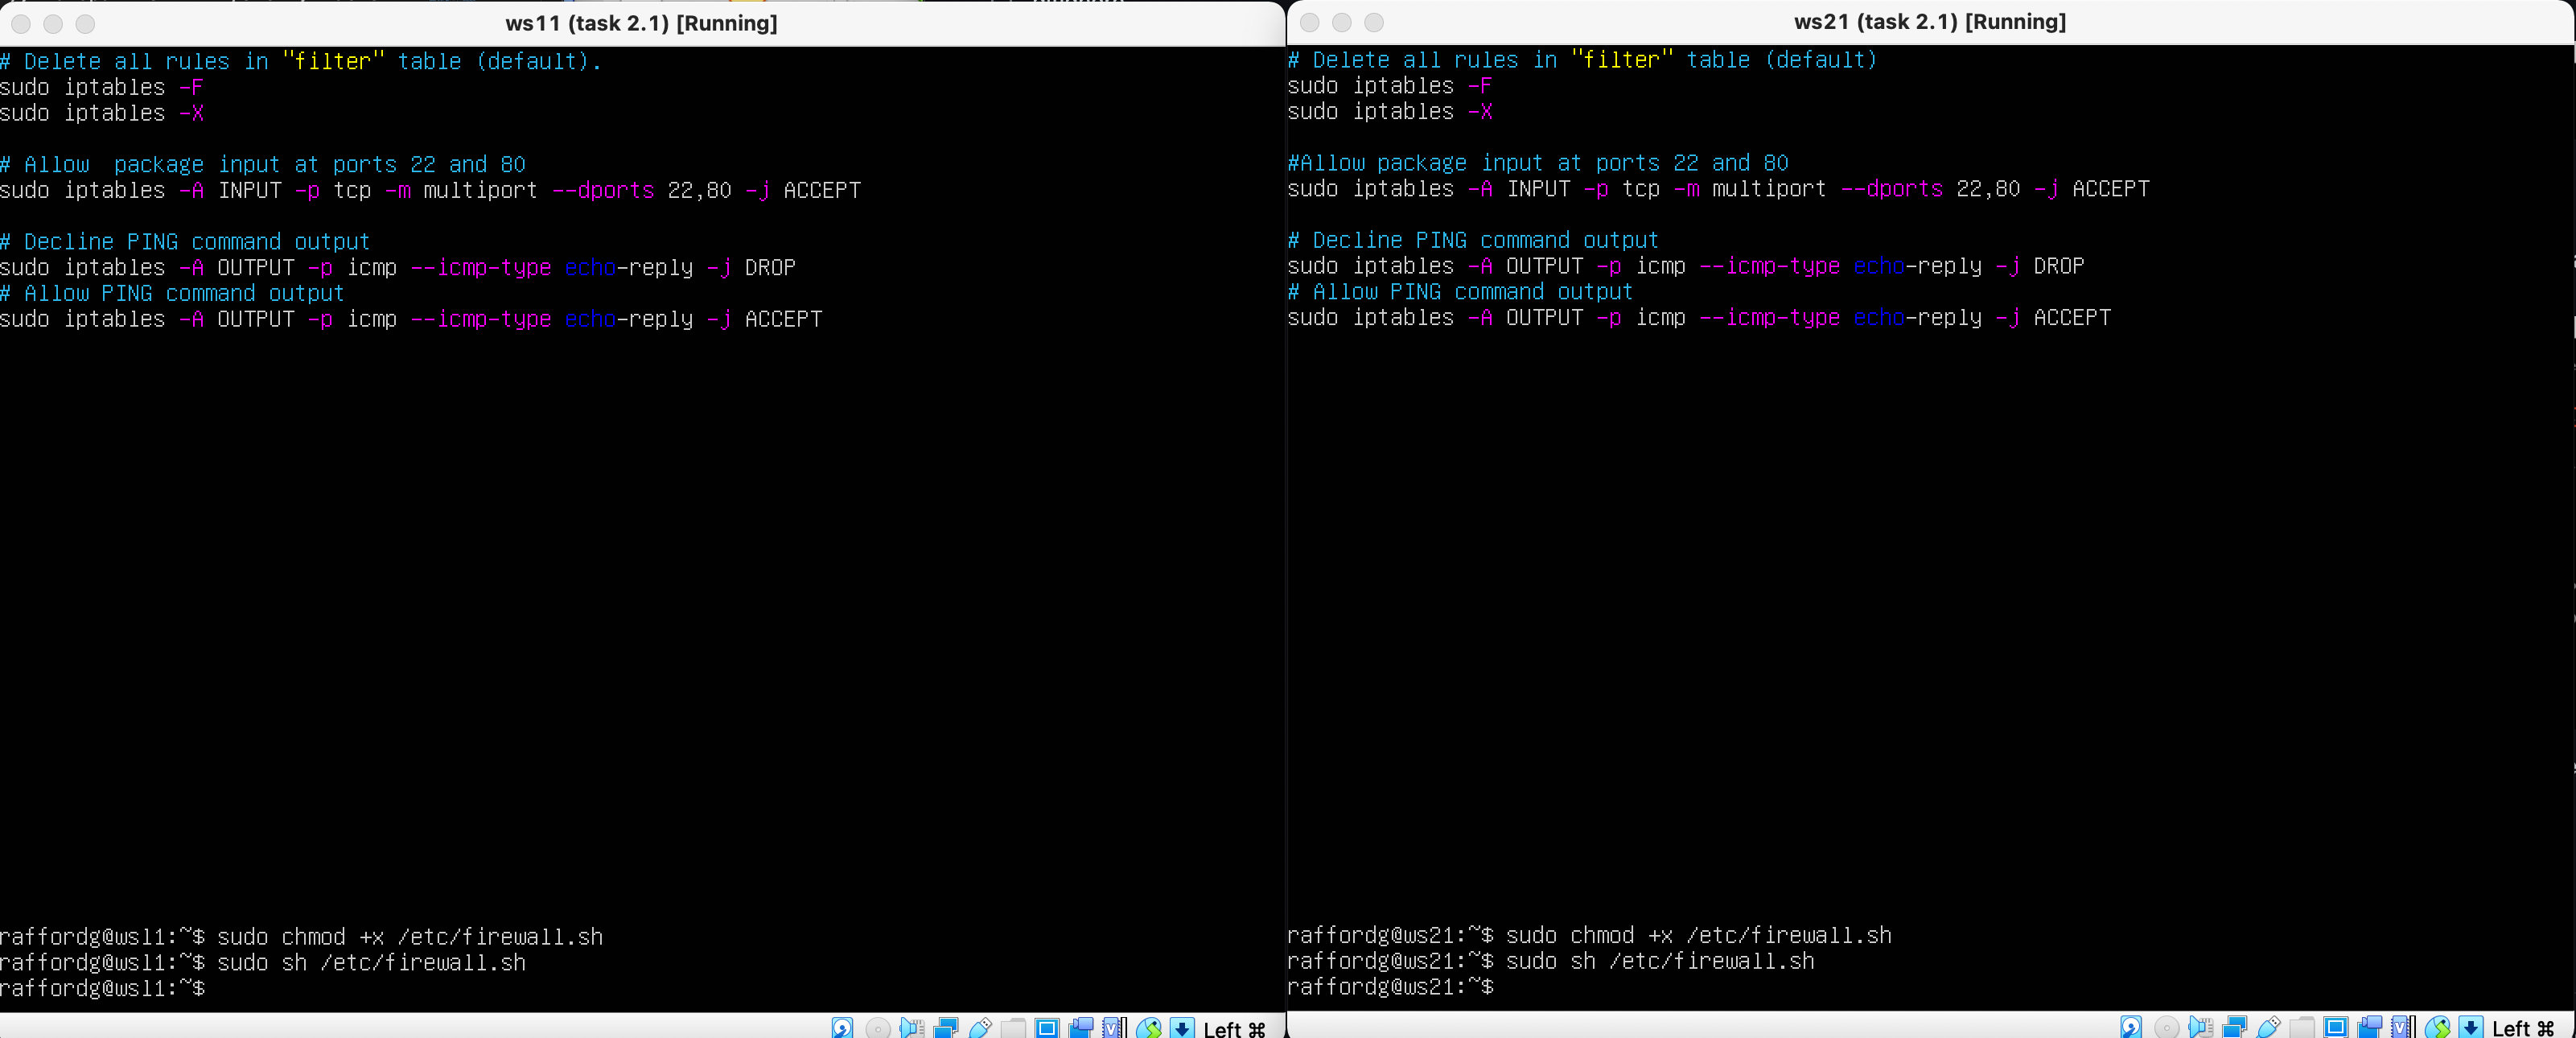 ws11 (task 2.1) [Running]
# Delete all rules in "filter" table (default).
sudo iptables -F
sudo iptables -X
# Allow  package input at ports 22 and 80
sudo iptables -A INPUT -p tcp -m multiport --dports 22,80 -j ACCEPT
# Decline PING command output
sudo iptables -A OUTPUT -p icmp --icmp-type echo-reply -j DROP
# Allow PING command output
sudo iptables -A OUTPUT -p icmp --icmp-type echo-reply -j ACCEPT
raffordg@wsl1:~$ sudo chmod +x /etc/firewall.sh
raffordg@wsl1:~$ sudo sh /etc/firewall.sh
raffordg@wsl1:~$
Left ⌘
ws21 (task 2.1) [Running]
# Delete all rules in "filter" table (default)
sudo iptables -F
sudo iptables -X
#Allow package input at ports 22 and 80
sudo iptables -A INPUT -p tcp -m multiport --dports 22,80 -j ACCEPT
# Decline PING command output
sudo iptables -A OUTPUT -p icmp --icmp-type echo-reply -j DROP
# Allow PING command output
sudo iptables -A OUTPUT -p icmp --icmp-type echo-reply -j ACCEPT
raffordg@ws21:~$ sudo chmod +x /etc/firewall.sh
raffordg@ws21:~$ sudo sh /etc/firewall.sh
raffordg@ws21:~$
Left ⌘